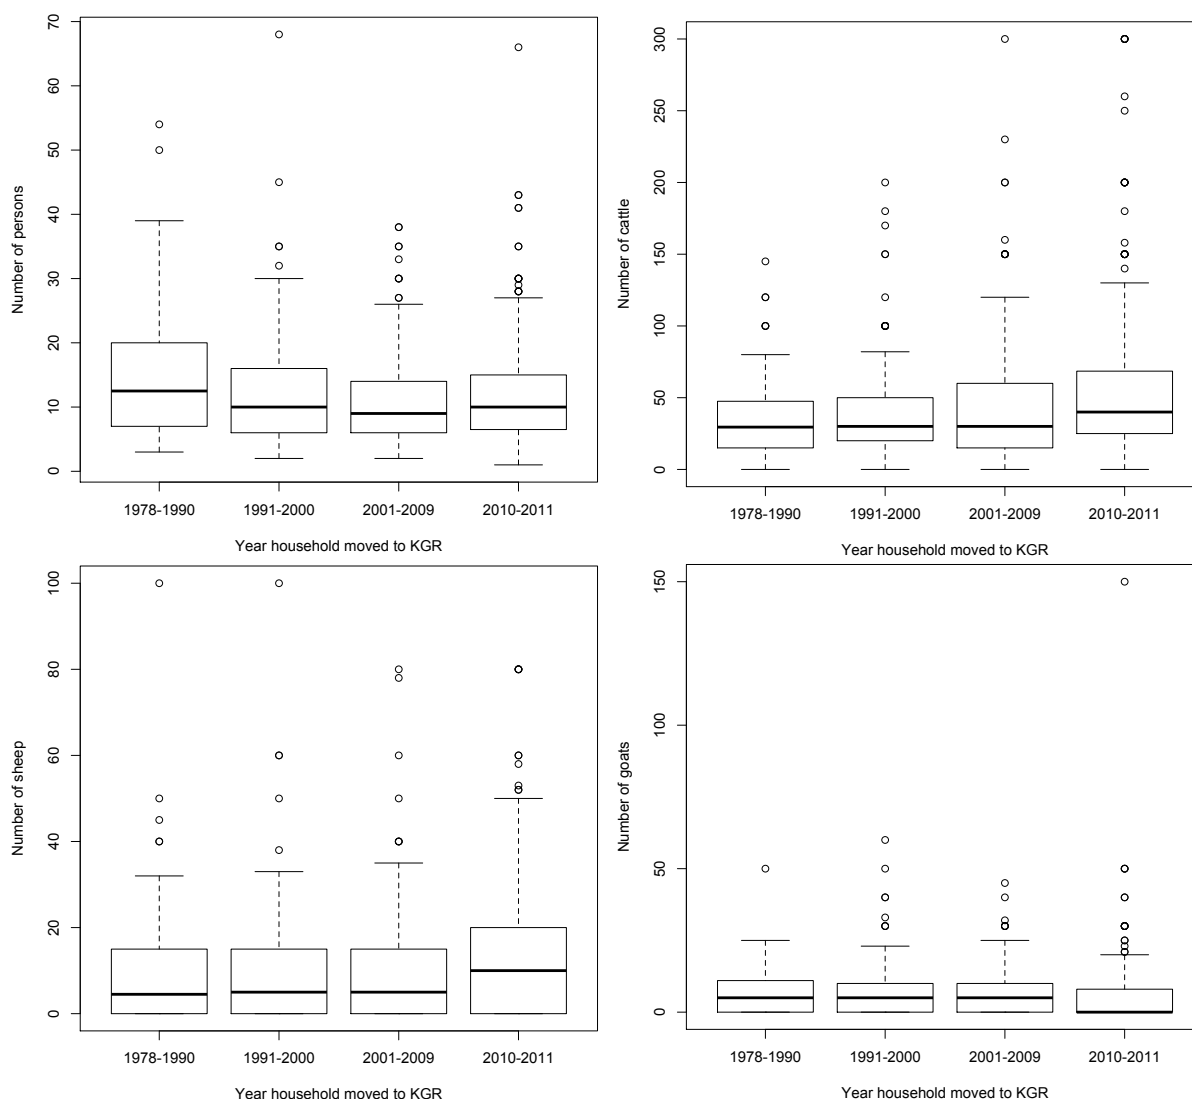 Number of persons
70
60
50
40
30
20
10
0
1978-1990 1991-2000 2001-2009 2010-2011
Year household moved to KGR
Number of cattle
300
250
200
150
100
50
0
1978-1990 1991-2000 2001-2009 2010-2011
Year household moved to KGR
Number of sheep
100
80
60
40
20
0
1978-1990 1991-2000 2001-2009 2010-2011
Year household moved to KGR
Number of goats
150
100
50
0
1978-1990 1991-2000 2001-2009 2010-2011
Year household moved to KGR